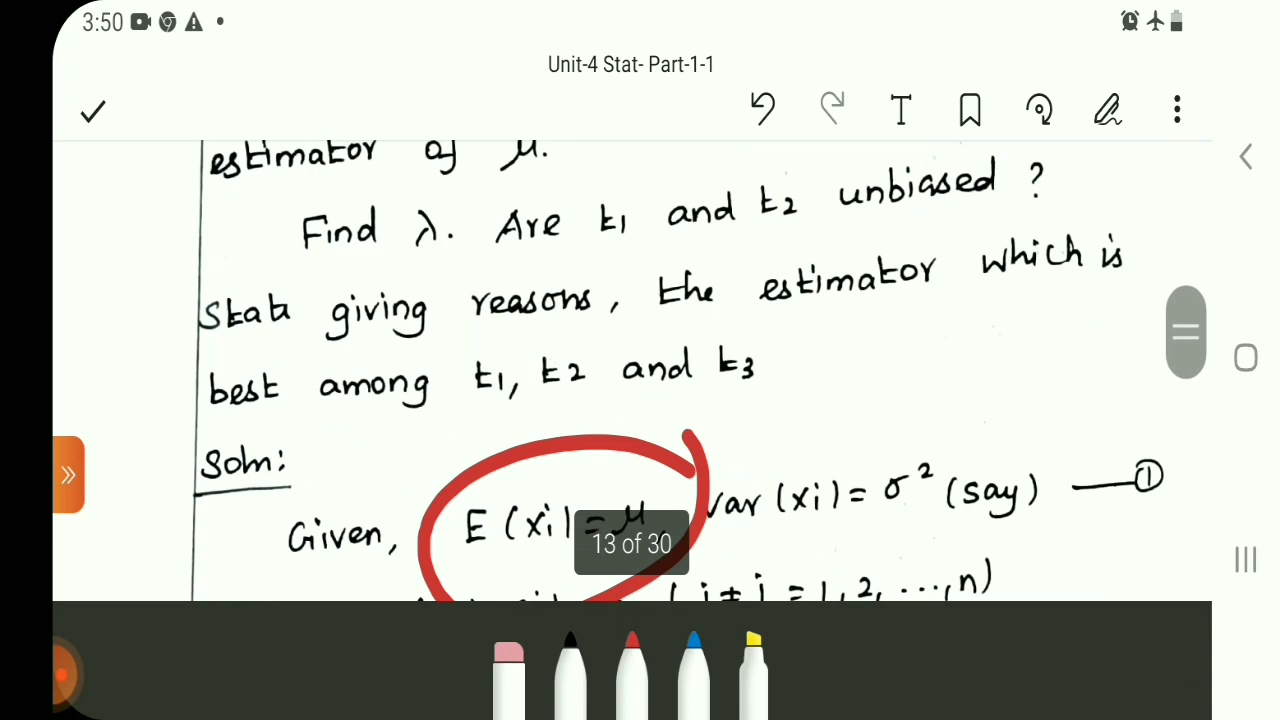 3:50
Unit-4 Stat- Part-1-1
estimator of μ.
Find λ. Are t1 and t2 unbiased ?
State giving reasons, the estimator which is
best among t1, t2 and t3
Soln:
Given, E(xi) = μ, Var(xi) = σ² (say) — ①
13 of 30
(i ≠ j = 1, 2, ..., n)